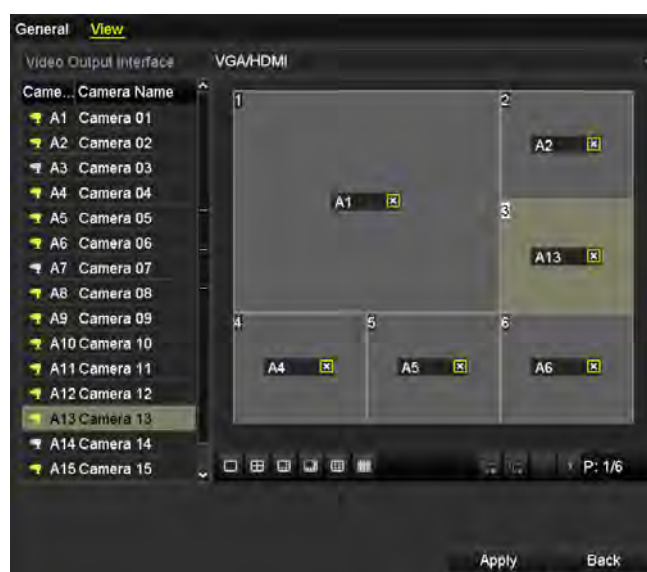 General View
Video Output Interface VGA/HDMI
Came... Camera Name
A1 Camera 01
A2 Camera 02
A3 Camera 03
A4 Camera 04
A5 Camera 05
A6 Camera 06
A7 Camera 07
A8 Camera 08
A9 Camera 09
A10 Camera 10
A11 Camera 11
A12 Camera 12
A13 Camera 13
A14 Camera 14
A15 Camera 15
1
A1
2
A2
3
A13
4
A4
5
A5
6
A6
P: 1/6
Apply Back